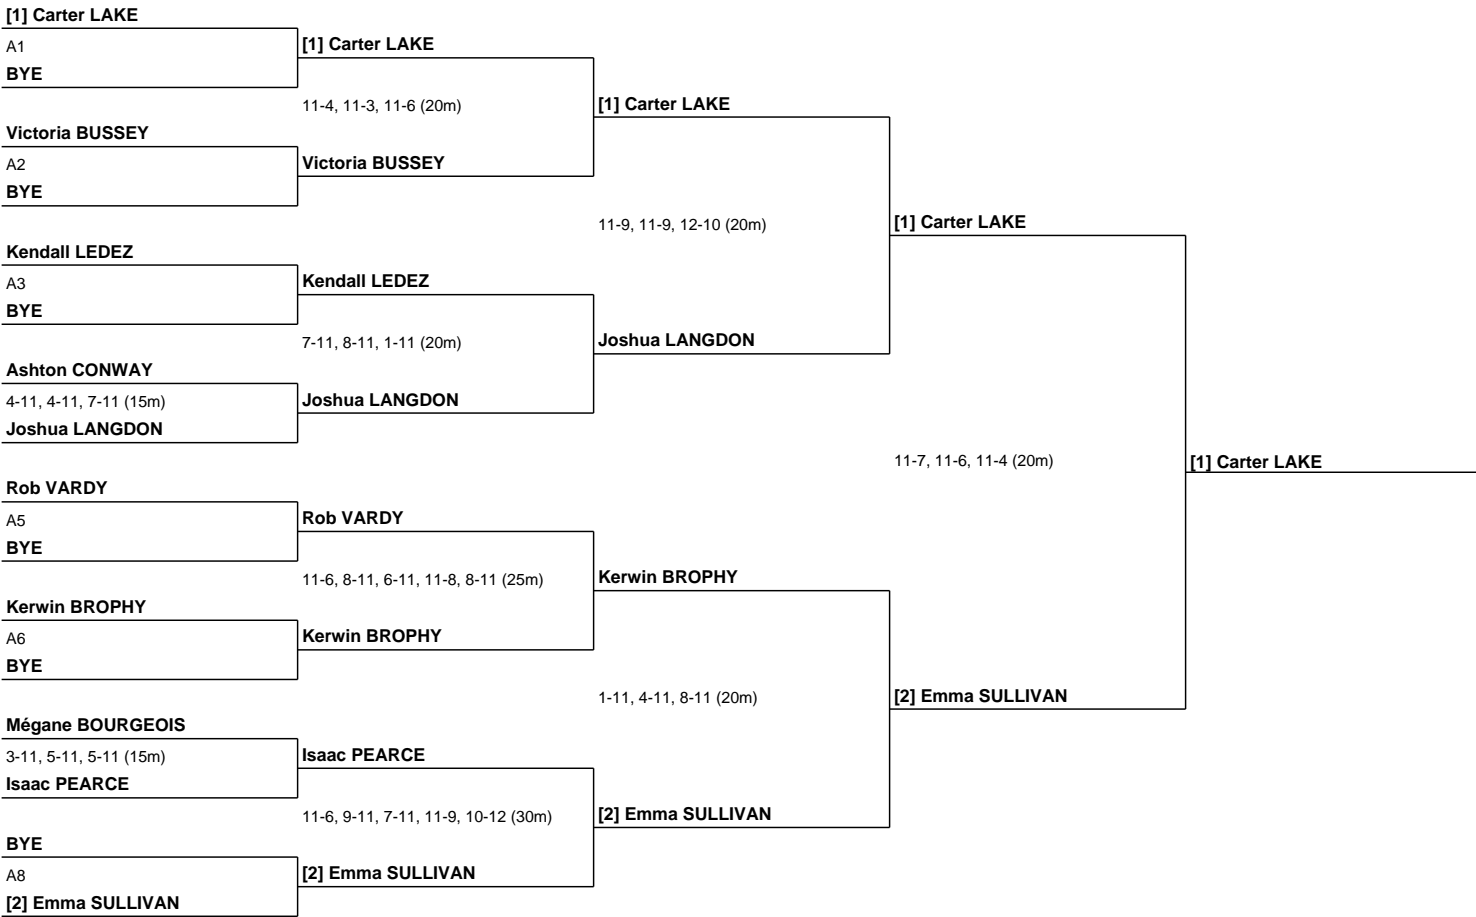 [1] Carter LAKE
A1
BYE
Victoria BUSSEY
A2
BYE
Kendall LEDEZ
A3
BYE
Ashton CONWAY
4-11, 4-11, 7-11 (15m)
Joshua LANGDON
Rob VARDY
A5
BYE
Kerwin BROPHY
A6
BYE
Mégane BOURGEOIS
3-11, 5-11, 5-11 (15m)
Isaac PEARCE
BYE
A8
[2] Emma SULLIVAN
[1] Carter LAKE
11-4, 11-3, 11-6 (20m)
Victoria BUSSEY
Kendall LEDEZ
7-11, 8-11, 1-11 (20m)
Joshua LANGDON
Rob VARDY
11-6, 8-11, 6-11, 11-8, 8-11 (25m)
Kerwin BROPHY
Isaac PEARCE
11-6, 9-11, 7-11, 11-9, 10-12 (30m)
[2] Emma SULLIVAN
[1] Carter LAKE
11-9, 11-9, 12-10 (20m)
Joshua LANGDON
Kerwin BROPHY
1-11, 4-11, 8-11 (20m)
[2] Emma SULLIVAN
[1] Carter LAKE
11-7, 11-6, 11-4 (20m)
[2] Emma SULLIVAN
[1] Carter LAKE